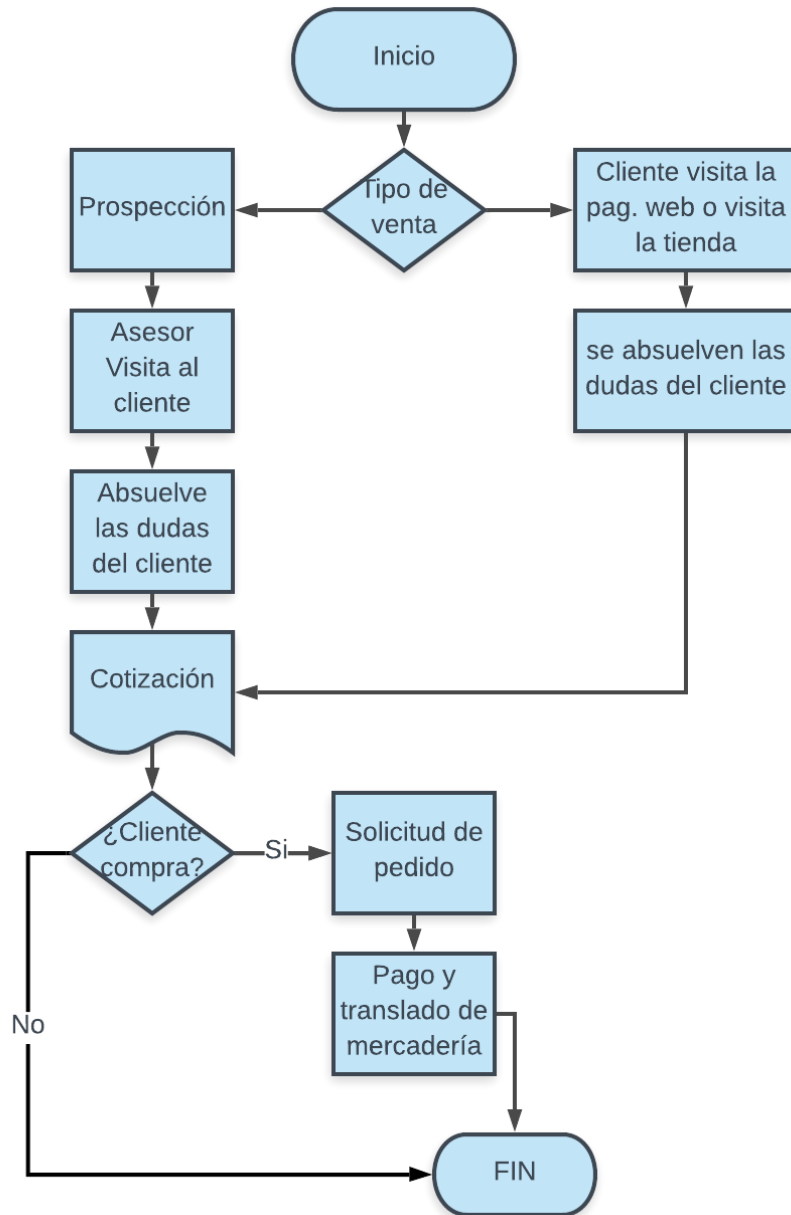 Inicio
Tipo de
venta
Prospección
Cliente visita la
pag. web o visita
la tienda
Asesor
Visita al
cliente
se absuelven las
dudas del cliente
Absuelve
las dudas
del cliente
Cotización
¿Cliente
compra?
Si
Solicitud de
pedido
Pago y
translado de
mercadería
No
FIN